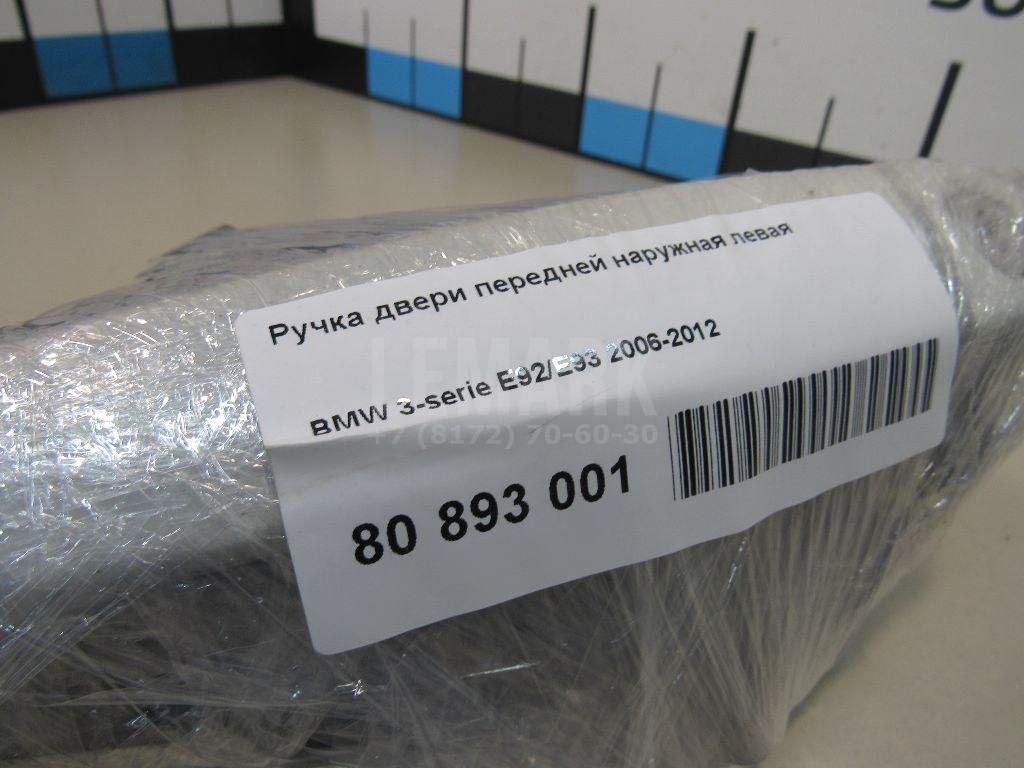 Ручка двери передней наружная левая
BMW 3-serie E92/E93 2006-2012
LEMARK
+7 (8172) 70-60-30
80 893 001